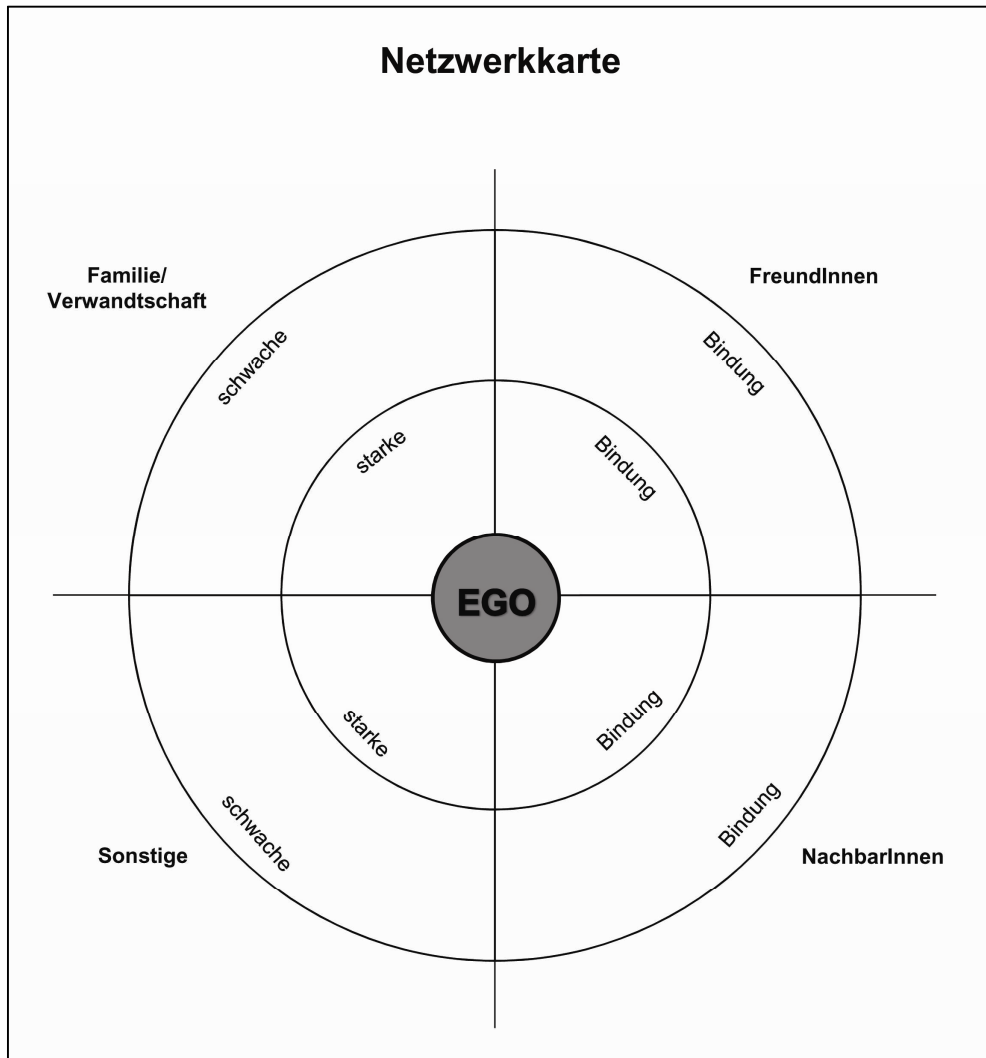 Netzwerkkarte
Familie/
Verwandtschaft
FreundInnen
schwache
Bindung
starke
Bindung
EGO
starke
Bindung
schwache
Bindung
Sonstige
NachbarInnen